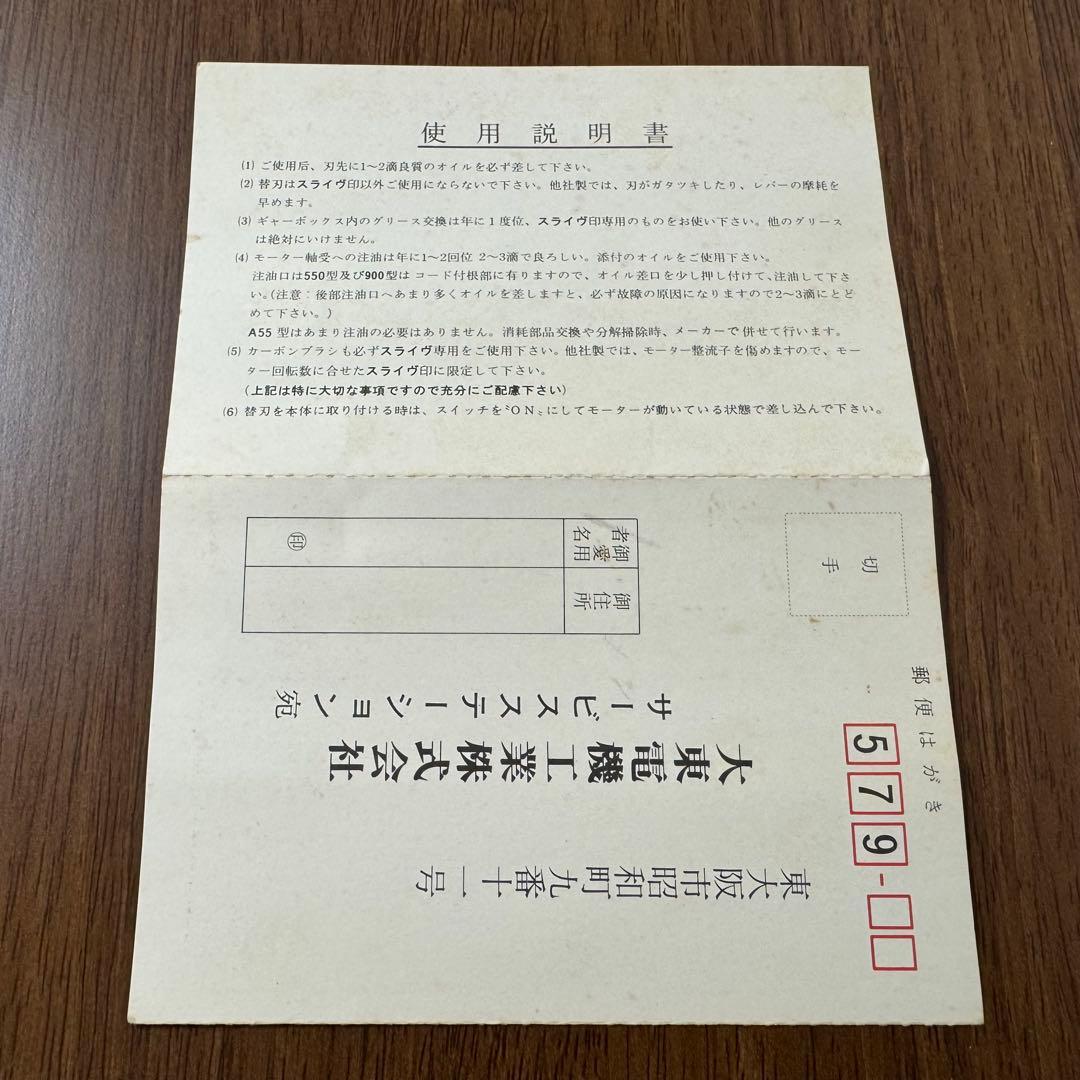 使用説明書
(1) ご使用后、刃先に1〜2滴良質のオイルを必ず差して下さい。
(2) 替刃はスライヴ印以外ご使用にならないで下さい。他社製では、刃がガタツキしたり、レバーの摩耗を
早めます。
(3) ギャーボックス内のグリース交換は年に1度位、スライヴ印専用のものをお使い下さい。他のグリース
は絶対にいけません。
(4) モーター軸受への注油は年に1〜2回位 2〜3滴で良ろしい。添付のオイルをご使用下さい。
注油口は550型及び900型は コード付根部に有りますので、オイル差口を少し押し付けて、注油して下さ
い。(注意：後部注油口へあまり多くオイルを差しますと、必ず故障の原因になりますので2〜3滴にとど
めて下さい。)
A55 型はあまり注油の必要はありません。消耗部品交換や分解掃除時、メーカーで併せて行います。
(5) カーボンブラシも必ずスライヴ専用をご使用下さい。他社製では、モーター整流子を傷めますので、モー
ター回転数に合せたスライヴ印に限定して下さい。
(上記は特に大切な事項ですので充分にご配慮下さい)
(6) 替刃を本体に取り付ける時は、スイッチを〝ON〟にしてモーターが動いている状態で差し込んで下さい。
郵便はがき
579-
切手
東大阪市昭和町九番十一号
大東電機工業株式会社
サービスステーション 宛
御住所
御愛用者名
㊞